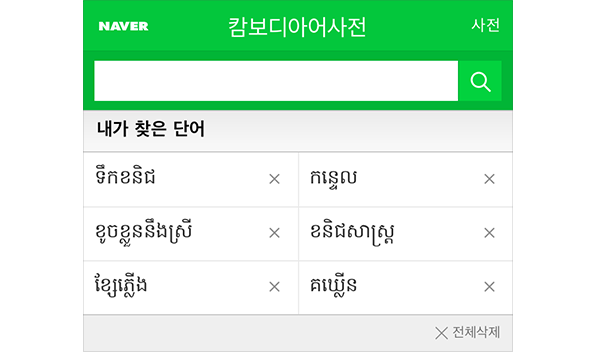 NAVER 캄보디아어사전 사전
내가 찾은 단어
ទឹកខនិជ × កន្ទេល ×
ខូចខ្លួននឹងស្រី × ខនិជសាស្ត្រ ×
ខ្សែភ្លើង × គឃ្លើន ×
× 전체삭제